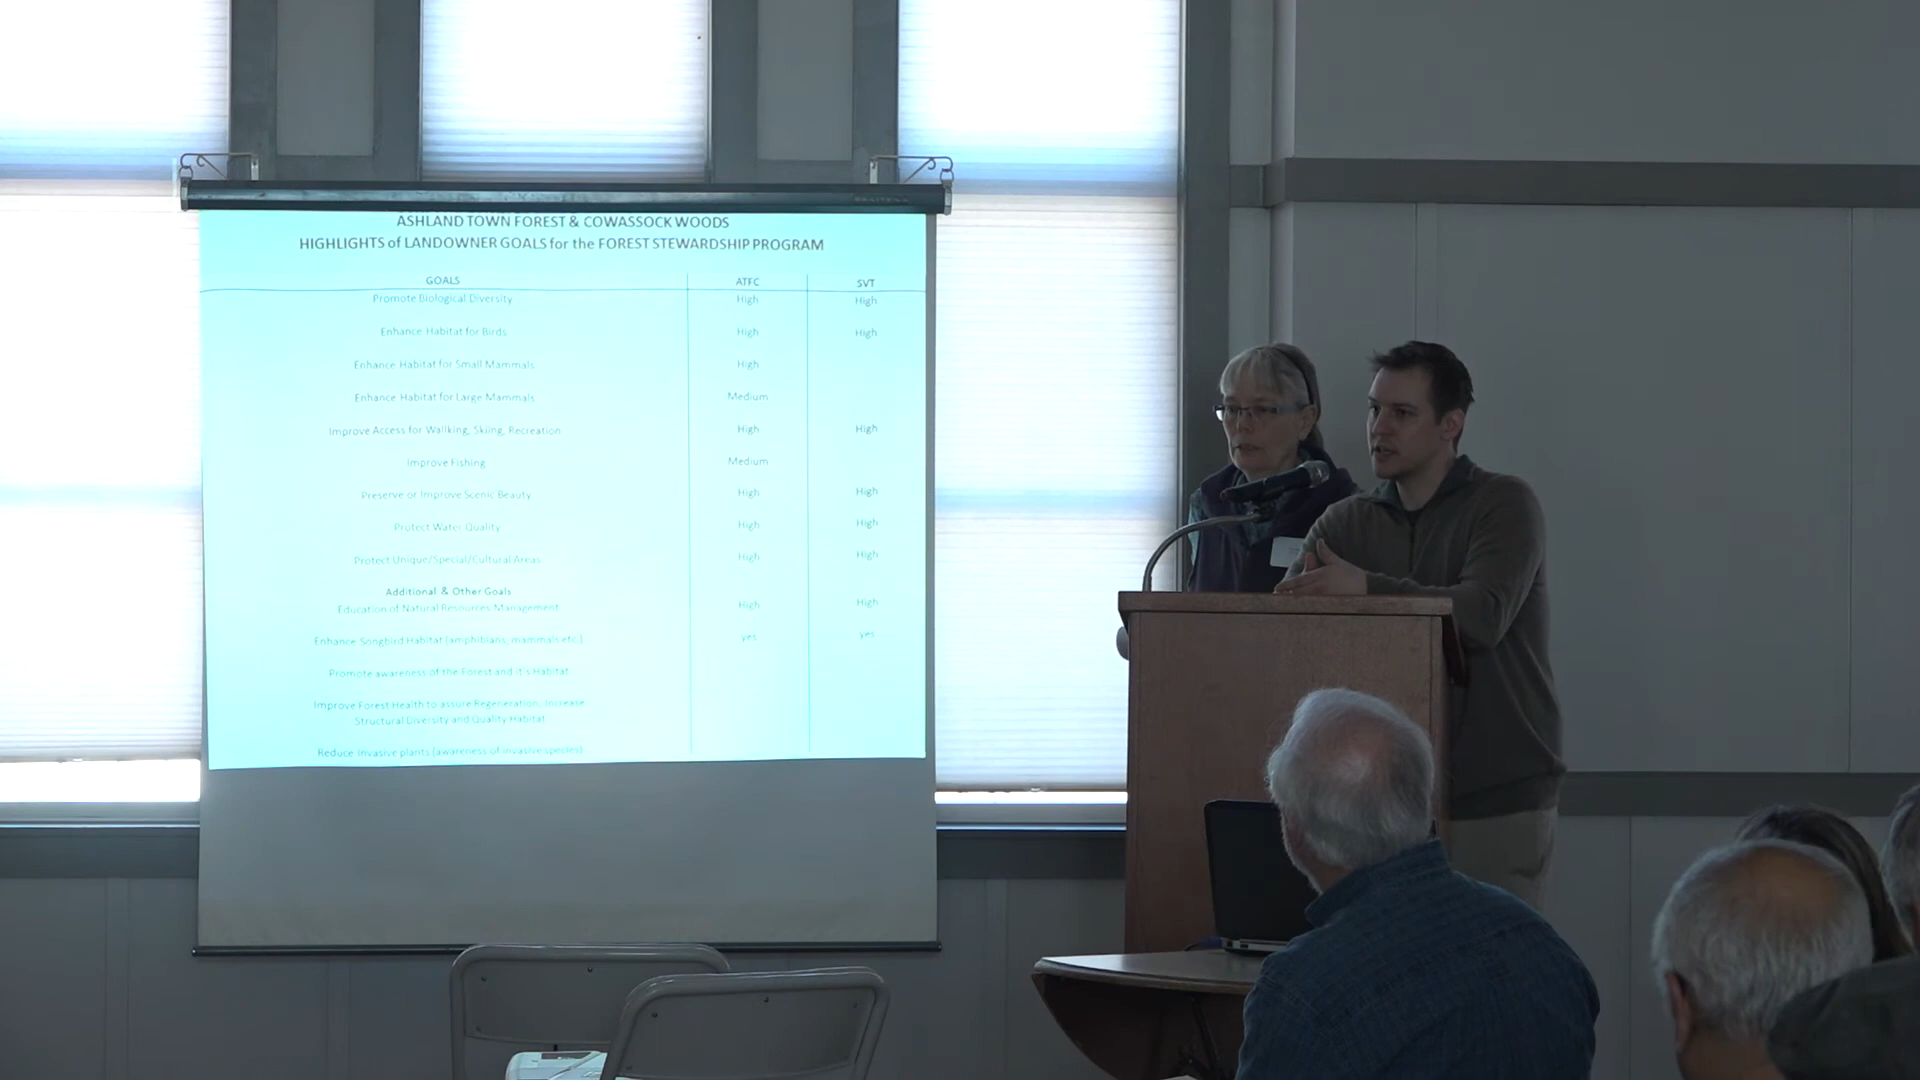 ASHLAND TOWN FOREST & COWASSOCK WOODS
HIGHLIGHTS of LANDOWNER GOALS for the FOREST STEWARDSHIP PROGRAM
GOALS ATFC SVT
Promote Biological Diversity High High
Enhance Habitat for Birds High High
Enhance Habitat for Small Mammals High
Enhance Habitat for Large Mammals Medium
Improve Access for Wallking, Skiing, Recreation High High
Improve Fishing Medium
Preserve or Improve Scenic Beauty High High
Protect Water Quality High High
Protect Unique/Special/Cultural Areas High High
Additional & Other Goals
Education of Natural Resources Management High High
Enhance Songbird Habitat (amphibians, mammals etc.) yes yes
Promote awareness of the Forest and it's Habitat
Improve Forest Health to assure Regeneration, Increase
Structural Diversity and Quality Habitat
Reduce invasive plants (awareness of invasive species)